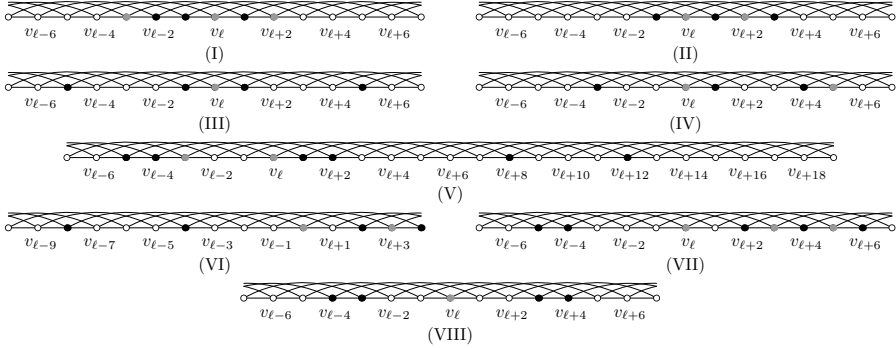 v_{ℓ−6} v_{ℓ−4} v_{ℓ−2} v_ℓ v_{ℓ+2} v_{ℓ+4} v_{ℓ+6}
(I)
v_{ℓ−6} v_{ℓ−4} v_{ℓ−2} v_ℓ v_{ℓ+2} v_{ℓ+4} v_{ℓ+6}
(II)
v_{ℓ−6} v_{ℓ−4} v_{ℓ−2} v_ℓ v_{ℓ+2} v_{ℓ+4} v_{ℓ+6}
(III)
v_{ℓ−6} v_{ℓ−4} v_{ℓ−2} v_ℓ v_{ℓ+2} v_{ℓ+4} v_{ℓ+6}
(IV)
v_{ℓ−6} v_{ℓ−4} v_{ℓ−2} v_ℓ v_{ℓ+2} v_{ℓ+4} v_{ℓ+6} v_{ℓ+8} v_{ℓ+10} v_{ℓ+12} v_{ℓ+14} v_{ℓ+16} v_{ℓ+18}
(V)
v_{ℓ−9} v_{ℓ−7} v_{ℓ−5} v_{ℓ−3} v_{ℓ−1} v_{ℓ+1} v_{ℓ+3}
(VI)
v_{ℓ−6} v_{ℓ−4} v_{ℓ−2} v_ℓ v_{ℓ+2} v_{ℓ+4} v_{ℓ+6}
(VII)
v_{ℓ−6} v_{ℓ−4} v_{ℓ−2} v_ℓ v_{ℓ+2} v_{ℓ+4} v_{ℓ+6}
(VIII)